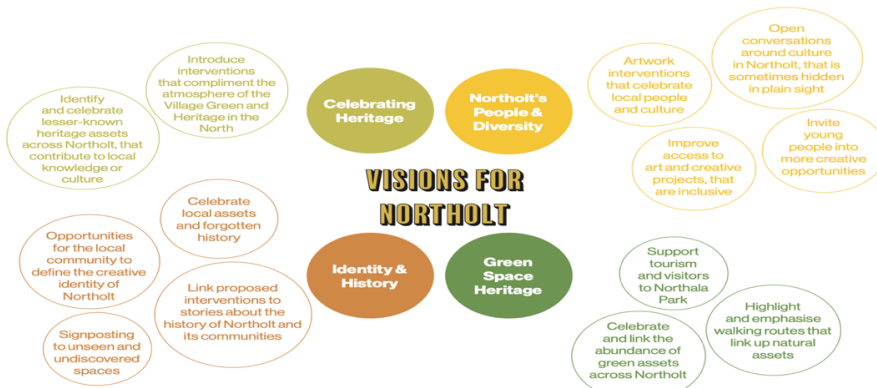 Introduce
interventions
that compliment the
atmosphere of the
Village Green and
Heritage in the
North
Identify
and celebrate
lesser-known
heritage assets
across Northolt, that
contribute to local
knowledge or
culture
Celebrating
Heritage
Northolt's
People &
Diversity
Artwork
interventions
that celebrate
local people
and culture
Open
conversations
around culture
in Northolt, that is
sometimes hidden
in plain sight
Improve
access to
art and creative
projects, that
are inclusive
Invite
young
people into
more creative
opportunities
VISIONS FOR
NORTHOLT
Celebrate
local assets
and forgotten
history
Opportunities
for the local
community to
define the creative
identity of
Northolt
Link proposed
interventions to
stories about the
history of Northolt and
its communities
Signposting
to unseen and
undiscovered
spaces
Identity &
History
Green
Space
Heritage
Support
tourism
and visitors
to Northala
Park
Highlight
and emphasise
walking routes that
link up natural
assets
Celebrate
and link the
abundance of
green assets
across Northolt